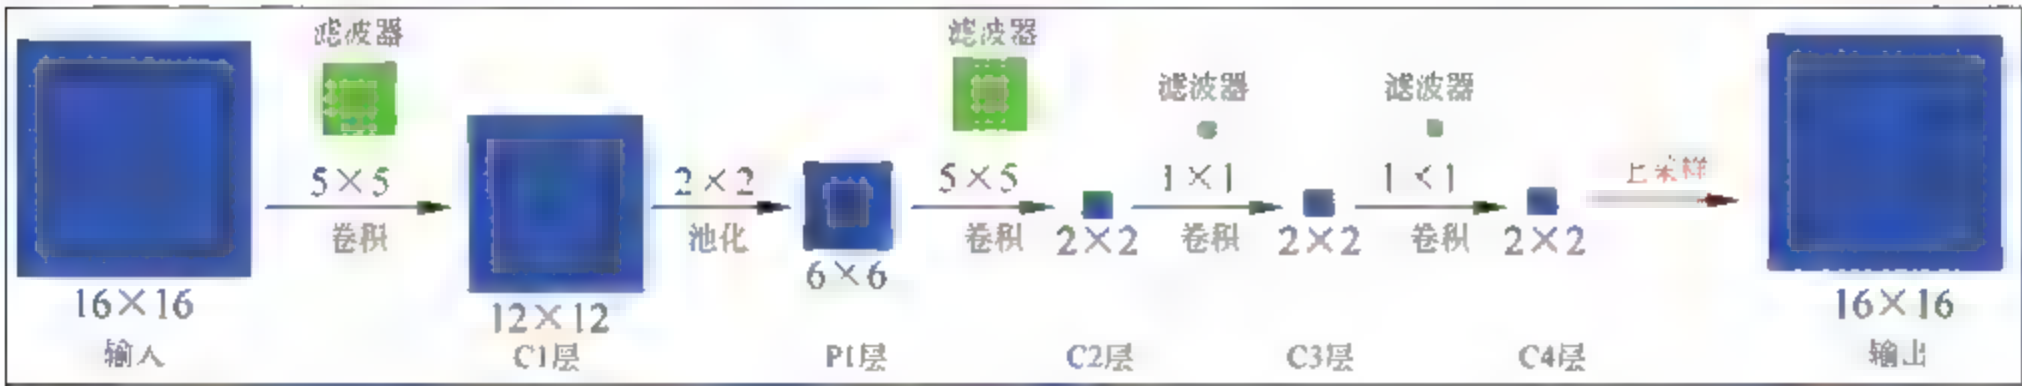 滤波器
滤波器
滤波器
滤波器
5×5
2×2
5×5
1×1
1×1
上采样
卷积
池化
卷积
2×2
卷积
2×2
卷积
2×2
6×6
16×16
12×12
16×16
输入
C1层
P1层
C2层
C3层
C4层
输出